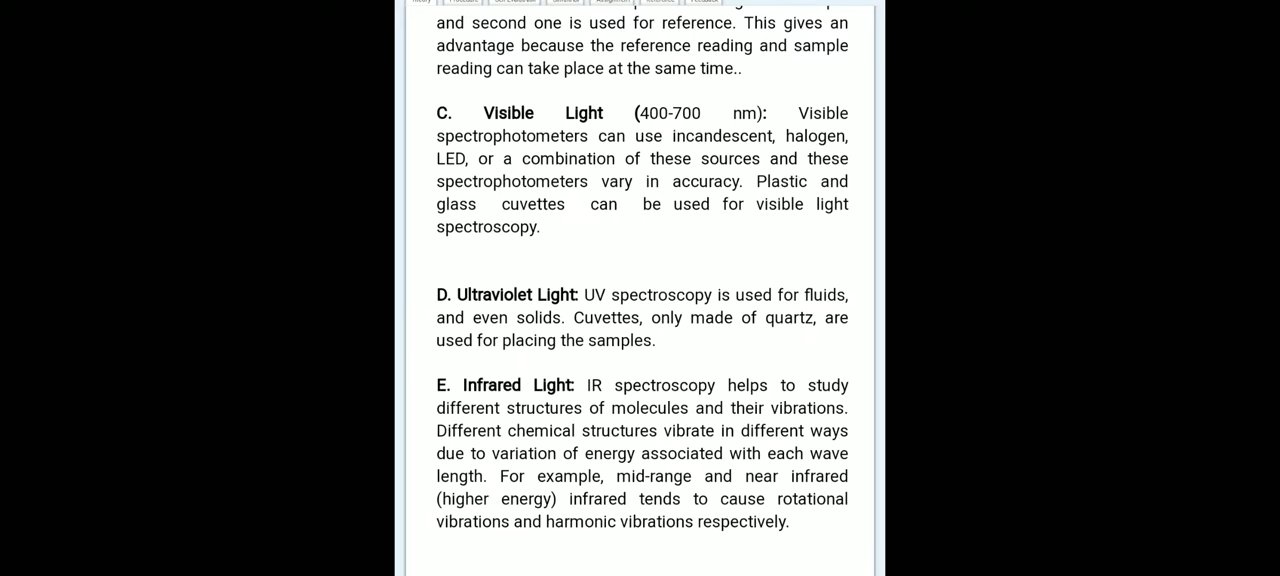 and second one is used for reference. This gives an
advantage because the reference reading and sample
reading can take place at the same time..
C. Visible Light (400-700 nm): Visible
spectrophotometers can use incandescent, halogen,
LED, or a combination of these sources and these
spectrophotometers vary in accuracy. Plastic and
glass cuvettes can be used for visible light
spectroscopy.
D. Ultraviolet Light: UV spectroscopy is used for fluids,
and even solids. Cuvettes, only made of quartz, are
used for placing the samples.
E. Infrared Light: IR spectroscopy helps to study
different structures of molecules and their vibrations.
Different chemical structures vibrate in different ways
due to variation of energy associated with each wave
length. For example, mid-range and near infrared
(higher energy) infrared tends to cause rotational
vibrations and harmonic vibrations respectively.